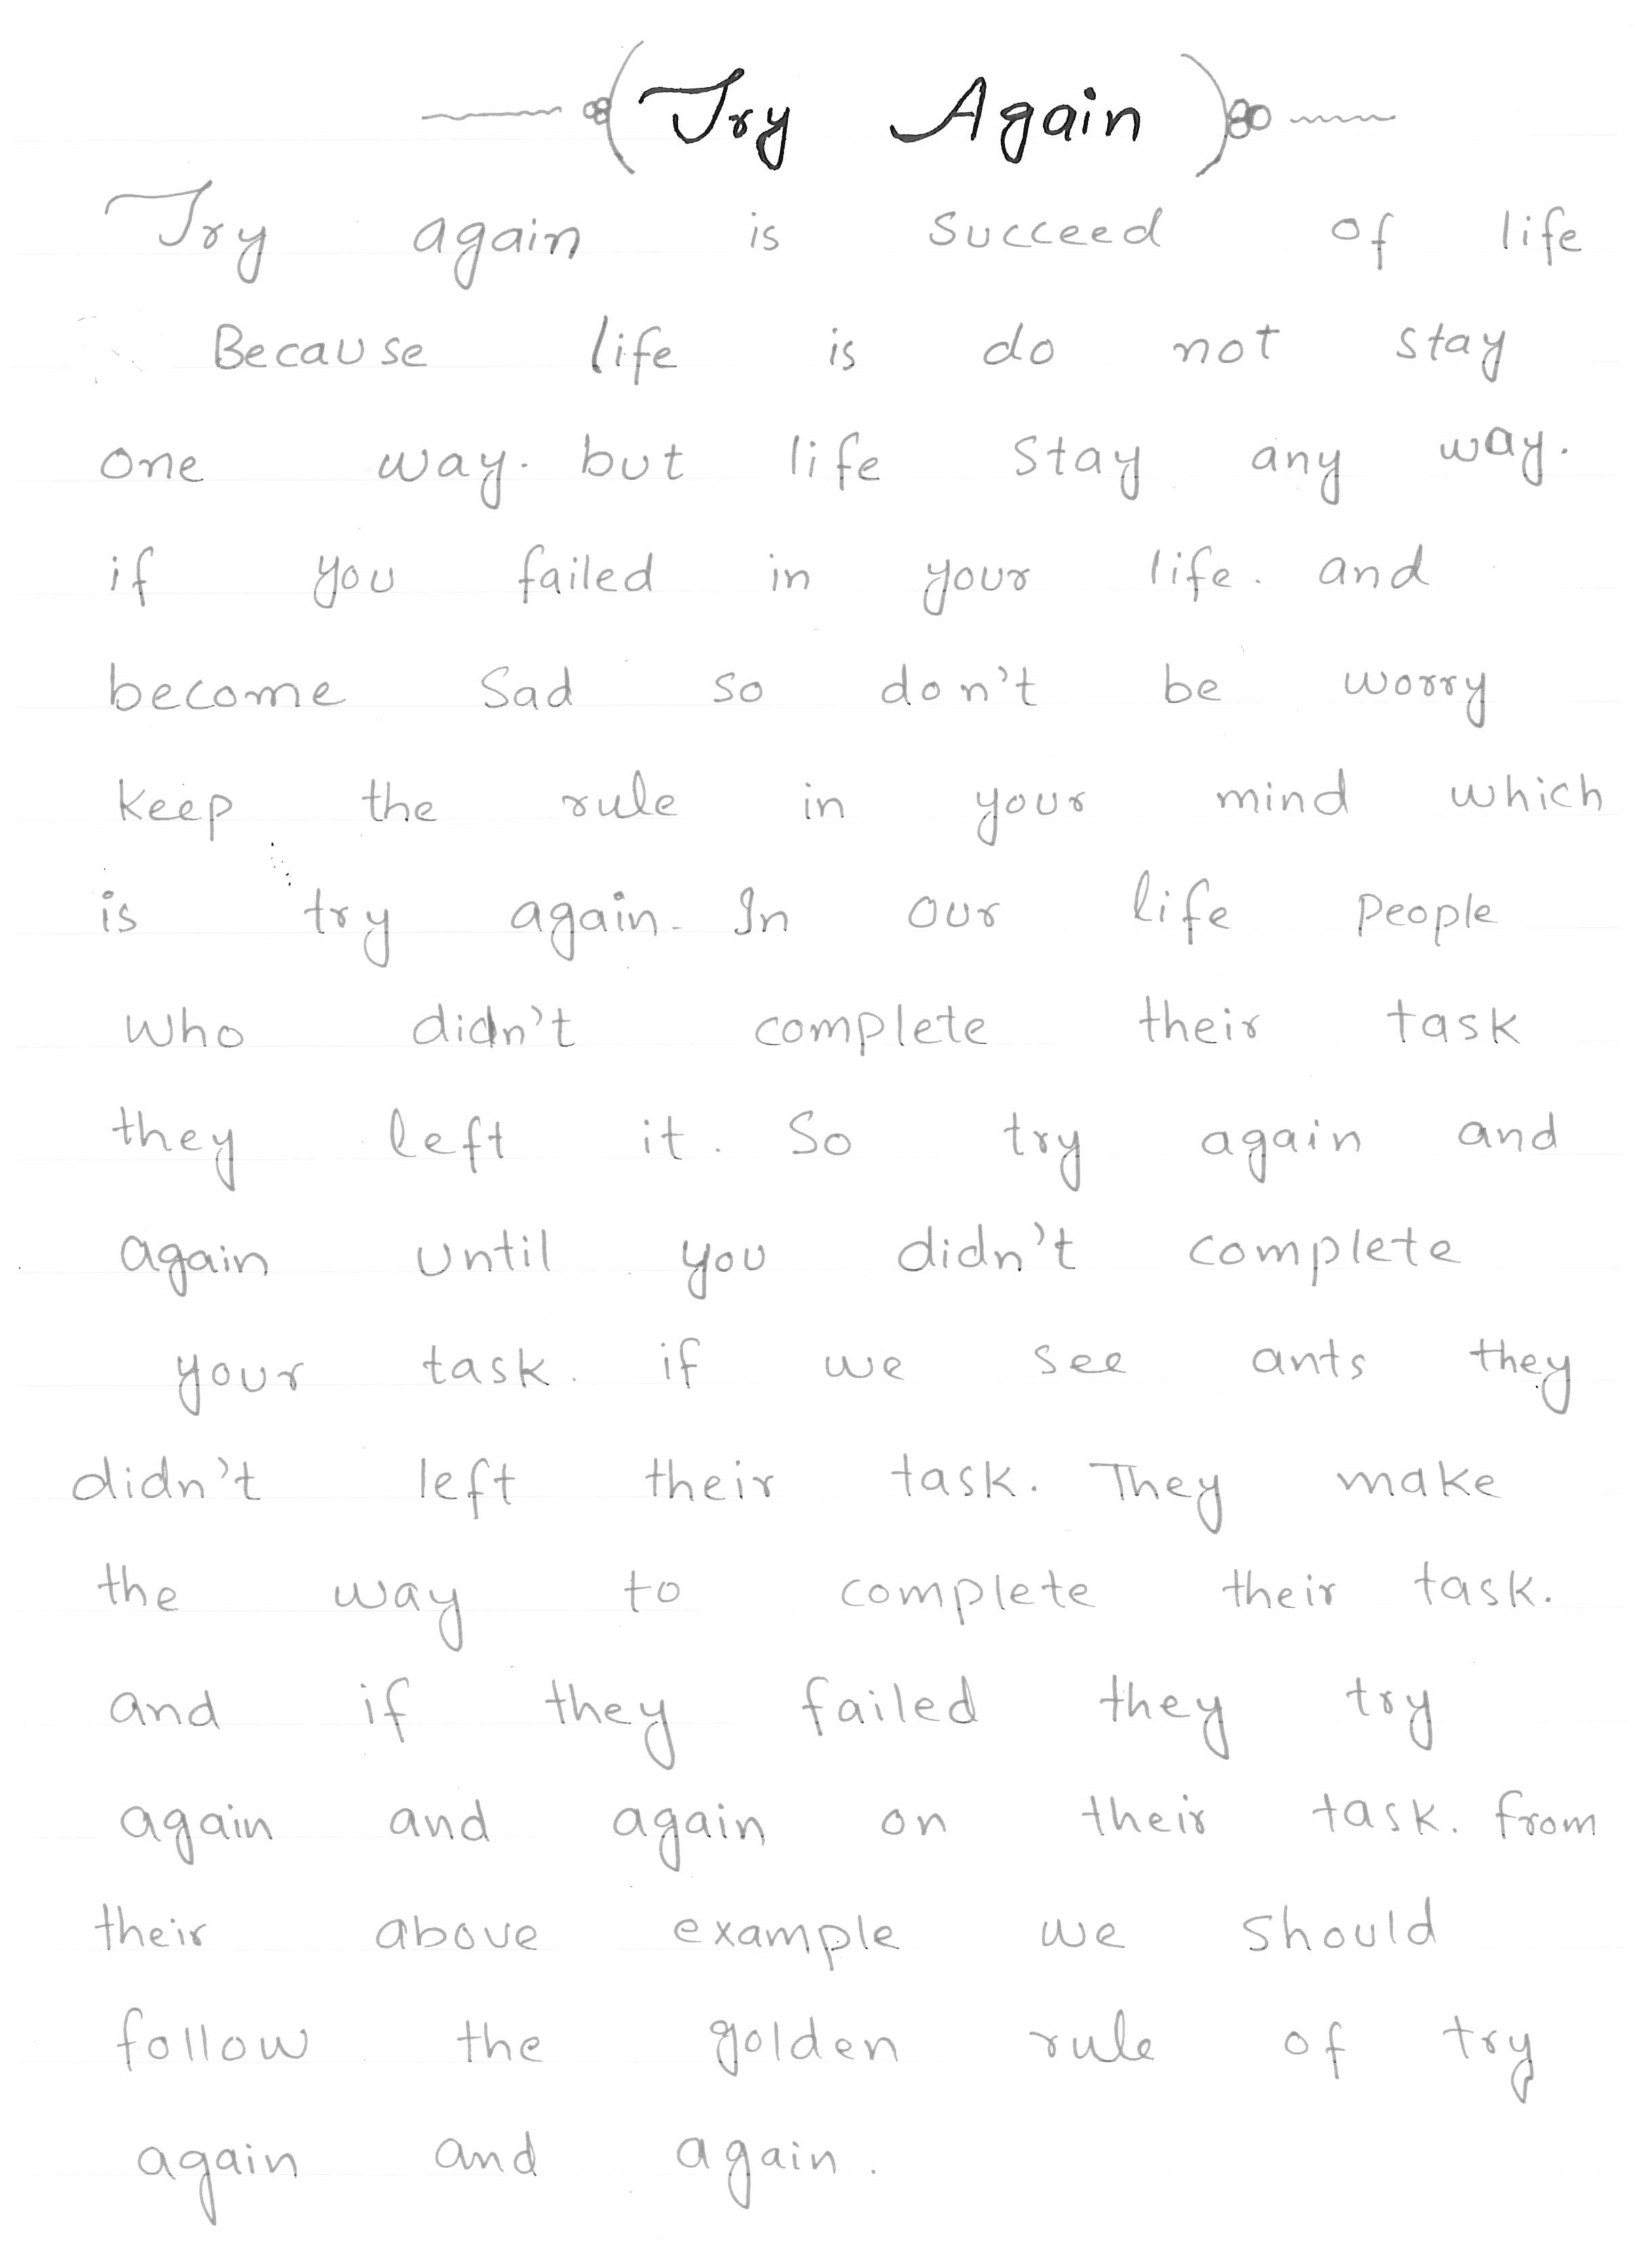 Try Again
Try again is succeed of life
Because life is do not stay
one way. but life stay any way.
if you failed in your life. and
become sad so don't be worry
keep the rule in your mind which
is try again. In our life people
who didn't complete their task
they left it. So try again and
again until you didn't complete
your task. if we see ants they
didn't left their task. They make
the way to complete their task.
and if they failed they try
again and again on their task. from
their above example we should
follow the golden rule of try
again and again.